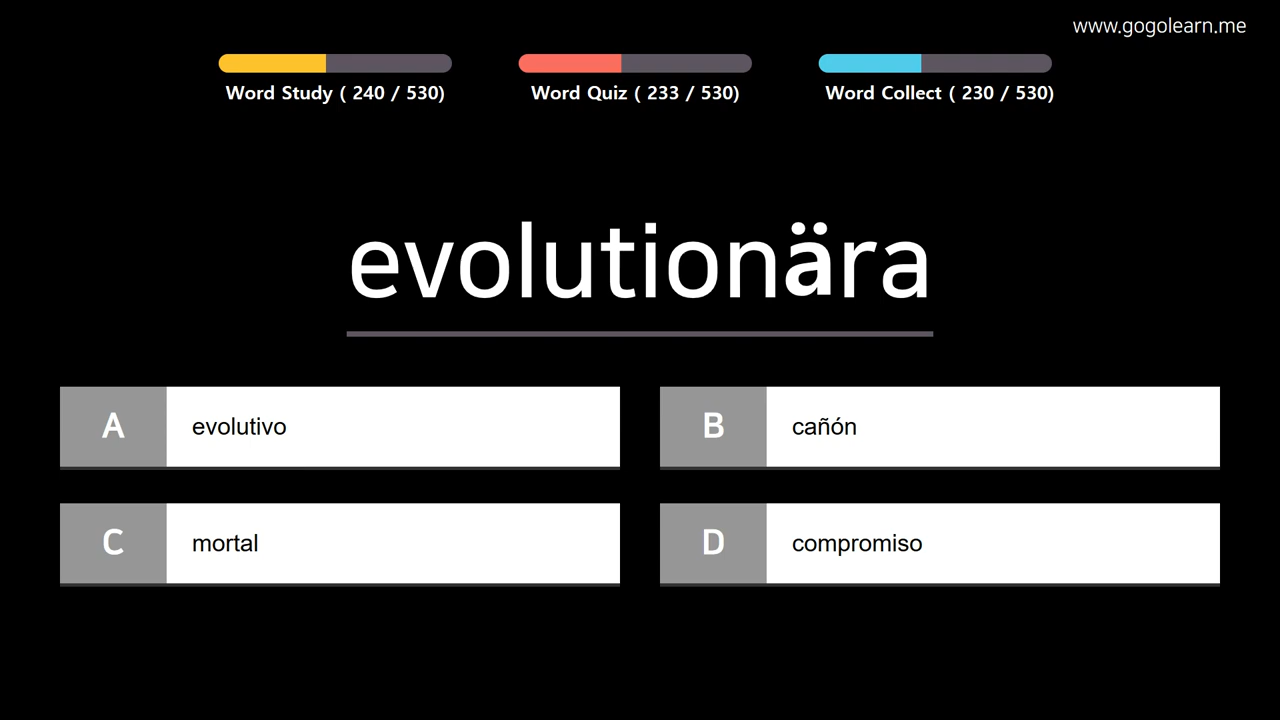 www.gogolearn.me
Word Study ( 240 / 530)
Word Quiz ( 233 / 530)
Word Collect ( 230 / 530)
evolutionära
A
evolutivo
B
cañón
C
mortal
D
compromiso